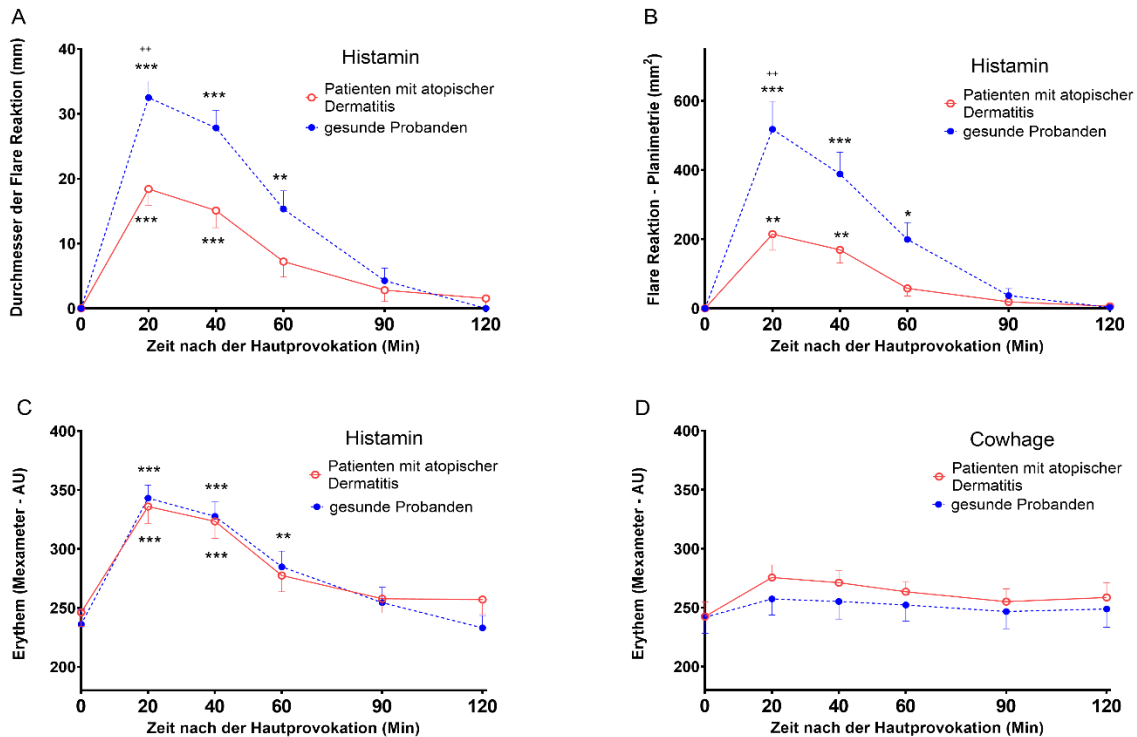 A
Histamin
Patienten mit atopischer
Dermatitis
gesunde Probanden
Durchmesser der Flare Reaktion (mm)
40
30
20
10
0
++
***
***
**
***
***
0 20 40 60 90 120
Zeit nach der Hautprovokation (Min)
B
Histamin
Patienten mit atopischer
Dermatitis
gesunde Probanden
Flare Reaktion - Planimetrie (mm²)
600
400
200
0
++
***
***
*
**
**
0 20 40 60 90 120
Zeit nach der Hautprovokation (Min)
C
Histamin
Patienten mit atopischer
Dermatitis
gesunde Probanden
Erythem (Mexameter - AU)
400
350
300
250
200
***
***
**
***
***
0 20 40 60 90 120
Zeit nach der Hautprovokation (Min)
D
Cowhage
Patienten mit atopischer
Dermatitis
gesunde Probanden
Erythem (Mexameter - AU)
400
350
300
250
200
0 20 40 60 90 120
Zeit nach der Hautprovokation (Min)